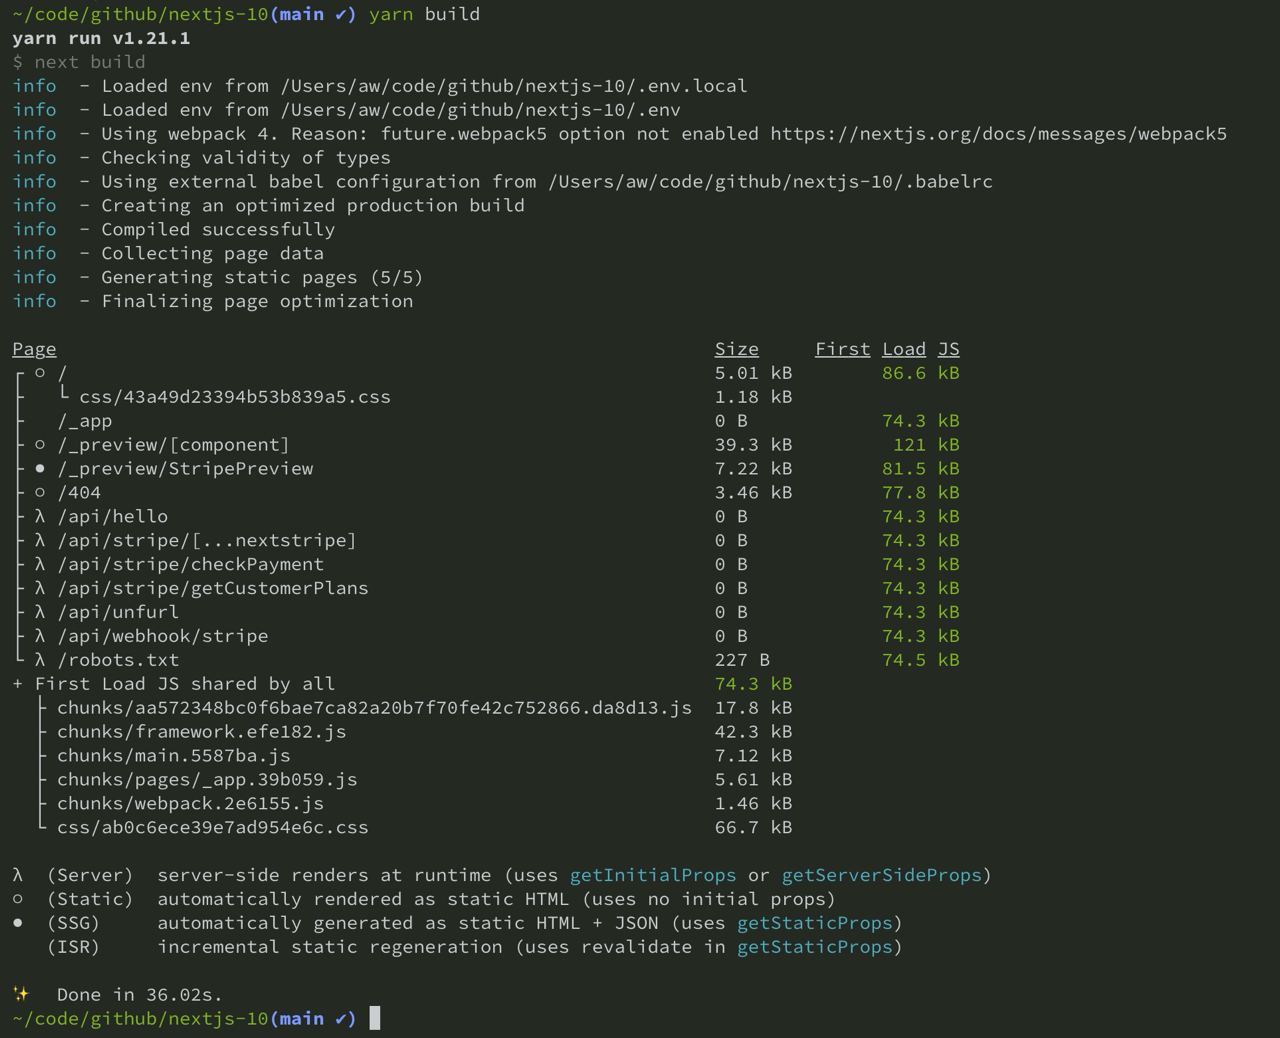 ~/code/github/nextjs-10(main ✔) yarn build
yarn run v1.21.1
$ next build
info  - Loaded env from /Users/aw/code/github/nextjs-10/.env.local
info  - Loaded env from /Users/aw/code/github/nextjs-10/.env
info  - Using webpack 4. Reason: future.webpack5 option not enabled https://nextjs.org/docs/messages/webpack5
info  - Checking validity of types
info  - Using external babel configuration from /Users/aw/code/github/nextjs-10/.babelrc
info  - Creating an optimized production build
info  - Compiled successfully
info  - Collecting page data
info  - Generating static pages (5/5)
info  - Finalizing page optimization
Page                                                           Size     First Load JS
┌ ○ /                                                          5.01 kB        86.6 kB
├   └ css/43a49d23394b53b839a5.css                             1.18 kB
├   /_app                                                      0 B            74.3 kB
├ ○ /_preview/[component]                                      39.3 kB         121 kB
├ ● /_preview/StripePreview                                    7.22 kB        81.5 kB
├ ○ /404                                                       3.46 kB        77.8 kB
├ λ /api/hello                                                 0 B            74.3 kB
├ λ /api/stripe/[...nextstripe]                                0 B            74.3 kB
├ λ /api/stripe/checkPayment                                   0 B            74.3 kB
├ λ /api/stripe/getCustomerPlans                               0 B            74.3 kB
├ λ /api/unfurl                                                0 B            74.3 kB
├ λ /api/webhook/stripe                                        0 B            74.3 kB
└ λ /robots.txt                                                227 B          74.5 kB
+ First Load JS shared by all                                  74.3 kB
  ├ chunks/aa572348bc0f6bae7ca82a20b7f70fe42c752866.da8d13.js  17.8 kB
  ├ chunks/framework.efe182.js                                 42.3 kB
  ├ chunks/main.5587ba.js                                      7.12 kB
  ├ chunks/pages/_app.39b059.js                                5.61 kB
  ├ chunks/webpack.2e6155.js                                   1.46 kB
  └ css/ab0c6ece39e7ad954e6c.css                               66.7 kB
λ  (Server)  server-side renders at runtime (uses getInitialProps or getServerSideProps)
○  (Static)  automatically rendered as static HTML (uses no initial props)
●  (SSG)     automatically generated as static HTML + JSON (uses getStaticProps)
   (ISR)     incremental static regeneration (uses revalidate in getStaticProps)
✨  Done in 36.02s.
~/code/github/nextjs-10(main ✔)